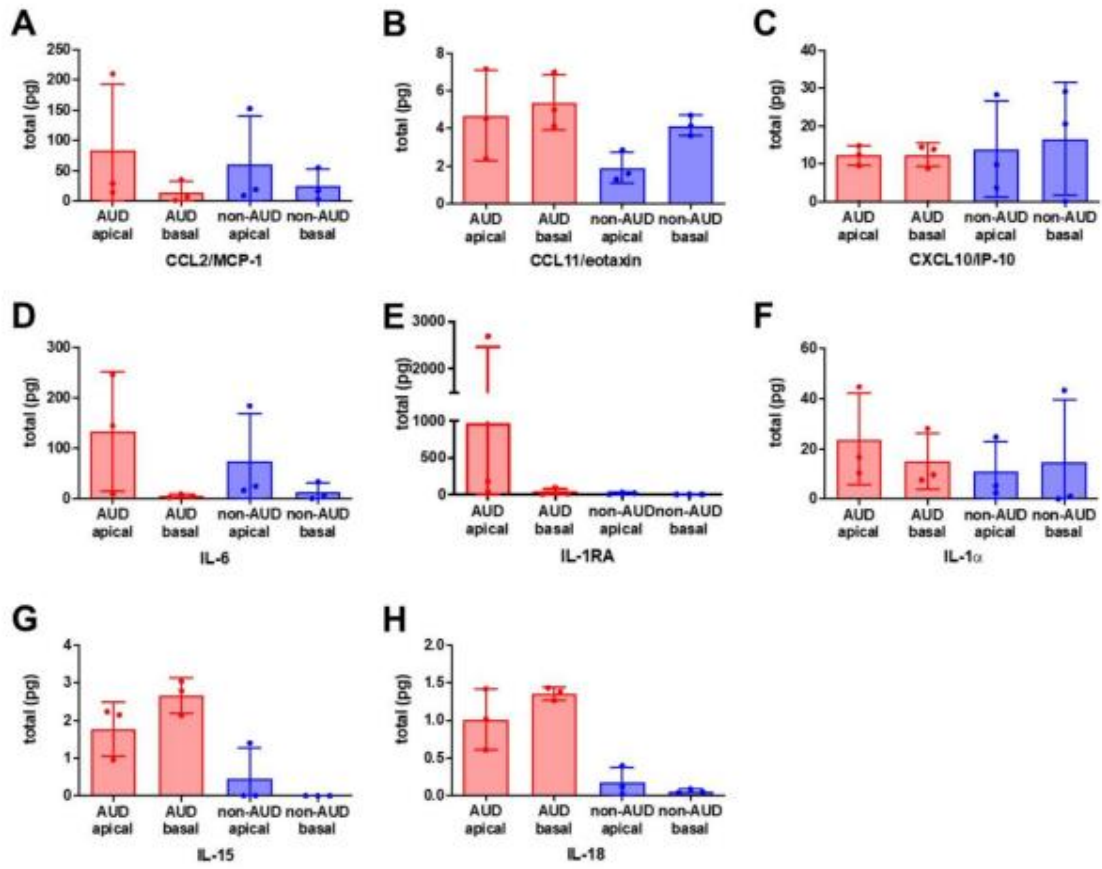 A
total (pg)
250
200
150
100
50
0
AUD apical
AUD basal
non-AUD apical
non-AUD basal
CCL2/MCP-1
B
total (pg)
8
6
4
2
0
AUD apical
AUD basal
non-AUD apical
non-AUD basal
CCL11/eotaxin
C
total (pg)
40
30
20
10
0
AUD apical
AUD basal
non-AUD apical
non-AUD basal
CXCL10/IP-10
D
total (pg)
300
200
100
0
AUD apical
AUD basal
non-AUD apical
non-AUD basal
IL-6
E
total (pg)
3000
2000
1000
500
0
AUD apical
AUD basal
non-AUD apical
non-AUD basal
IL-1RA
F
total (pg)
60
40
20
0
AUD apical
AUD basal
non-AUD apical
non-AUD basal
IL-1α
G
total (pg)
4
3
2
1
0
AUD apical
AUD basal
non-AUD apical
non-AUD basal
IL-15
H
total (pg)
2.0
1.5
1.0
0.5
0.0
AUD apical
AUD basal
non-AUD apical
non-AUD basal
IL-18